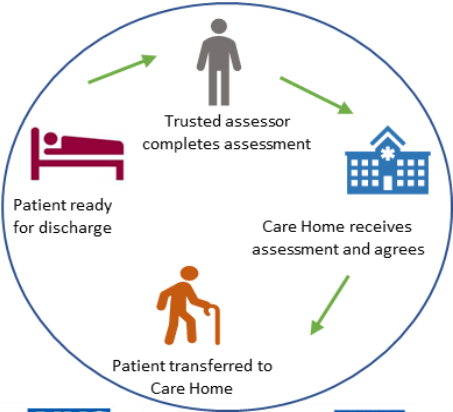 Trusted assessor
completes assessment
Patient ready
for discharge
Care Home receives
assessment and agrees
Patient transferred to
Care Home